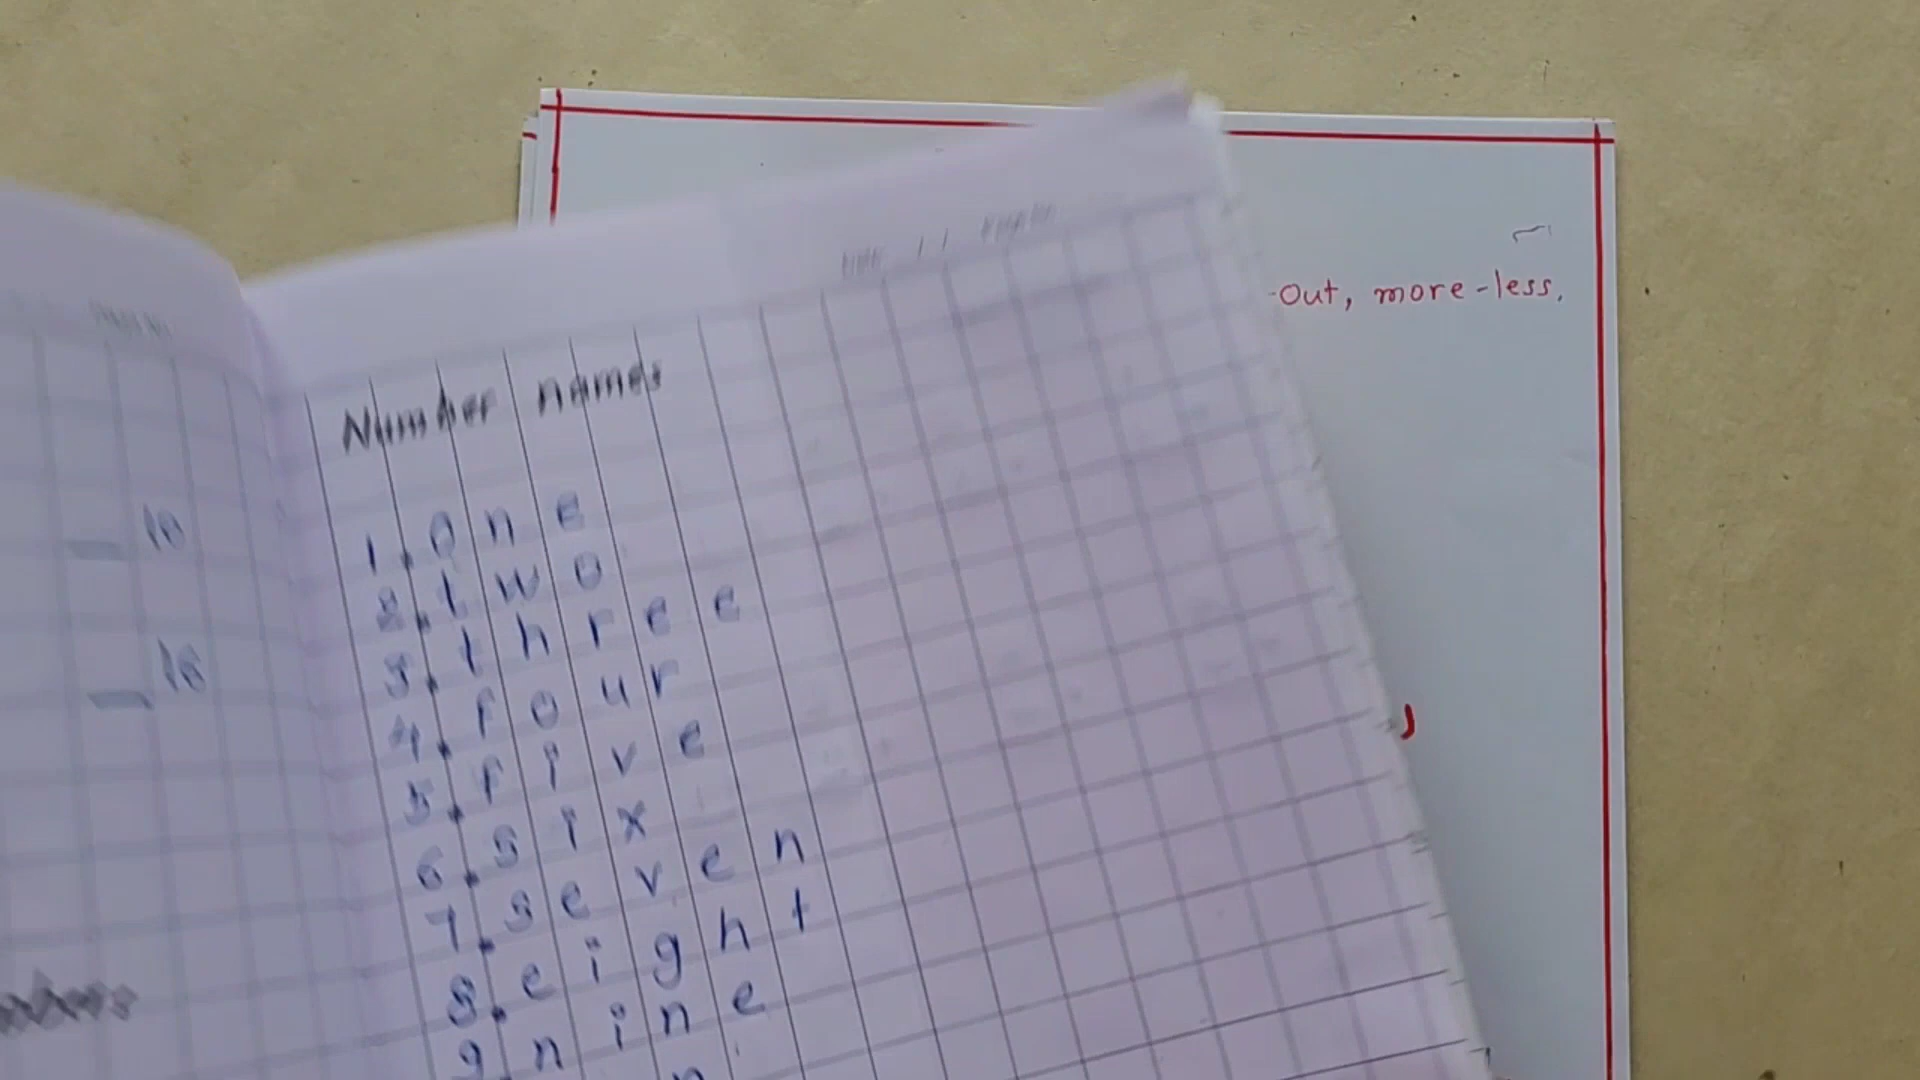 Out, more-less,
10
10
Number names
1. one
2. two
3. three
4. four
5. five
6. six
7. seven
8. eight
9 nine